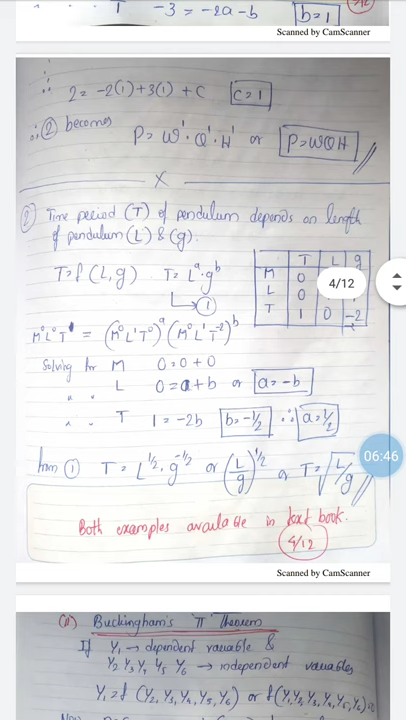 T -3 = -2a - b b=1
Scanned by CamScanner
∴ 2 = -2(1)+3(1) + C C=1
∴ ② becomes
P = W¹·Q¹·H¹ or P=WQH
X
② Time period (T) of pendulum depends on length
of pendulum (L) & (g).
T L g
M 0
L 0
T 1 0 -2
T=f(L,g) T= Lᵃ·gᵇ
①
4/12
M⁰L⁰T¹ = (M⁰L¹T⁰)ᵃ (M⁰L¹T⁻²)ᵇ
Solving for M 0=0+0
" " L 0=a+b or a=-b
" " T 1=-2b b=-1/2 ∴ a=1/2
06:46
from ① T = L^1/2 · g^-1/2 or (L/g)^1/2 or T=√L/g
Both examples available in text book.
4/12
Scanned by CamScanner
(ii) Buckingham's 'π' Theorem
If Y₁ → dependent variable &
Y₂ Y₃ Y₄ Y₅ Y₆ → independent variables
Y₁=f (Y₂, Y₃, Y₄, Y₅, Y₆) or f(Y₁,Y₂,Y₃,Y₄,Y₅,Y₆)=0